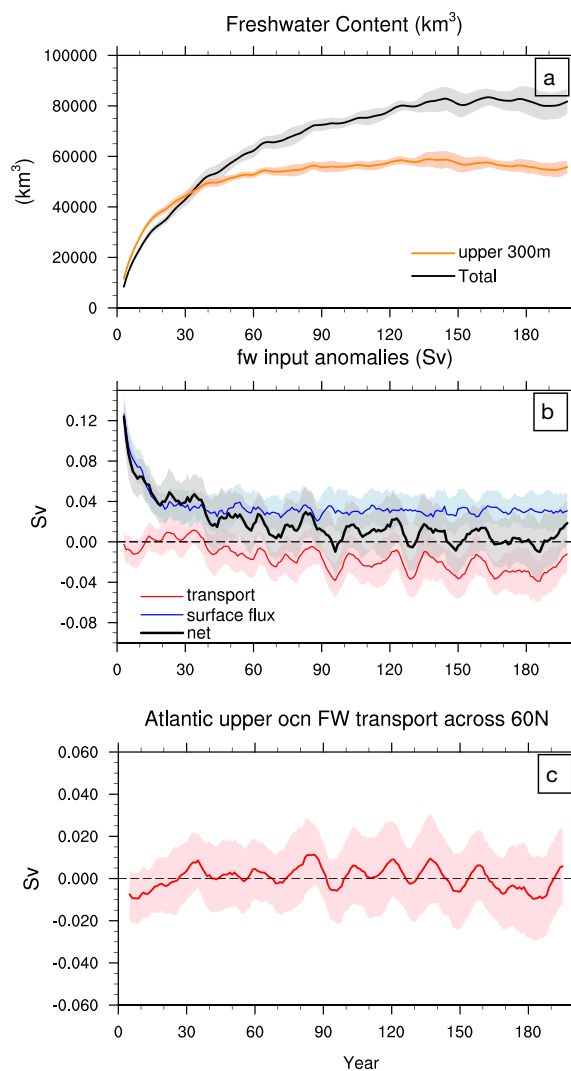 Freshwater Content (km³)
a
100000
80000
60000
40000
20000
0
(km³)
upper 300m
Total
0 30 60 90 120 150 180
fw input anomalies (Sv)
b
0.12
0.08
0.04
0.00
-0.04
-0.08
Sv
transport
surface flux
net
0 30 60 90 120 150 180
Atlantic upper ocn FW transport across 60N
c
0.060
0.040
0.020
0.000
-0.020
-0.040
-0.060
Sv
0 30 60 90 120 150 180
Year